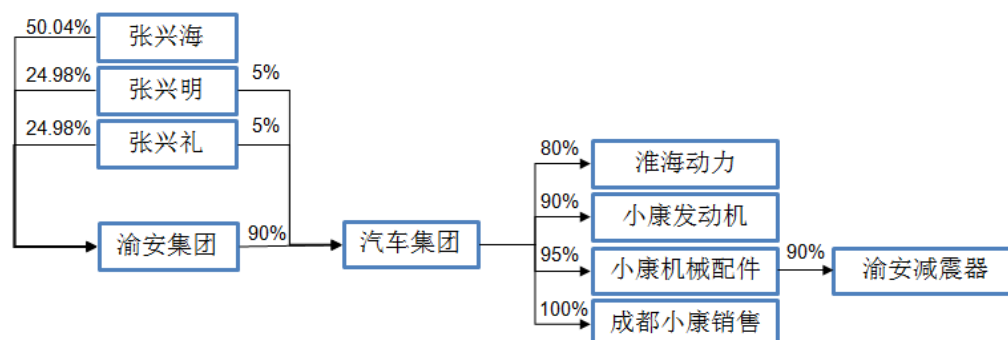 50.04% 张兴海
24.98% 张兴明 5%
24.98% 张兴礼 5%
80% 淮海动力
90% 小康发动机
渝安集团 90% 汽车集团
95% 小康机械配件 90% 渝安减震器
100% 成都小康销售